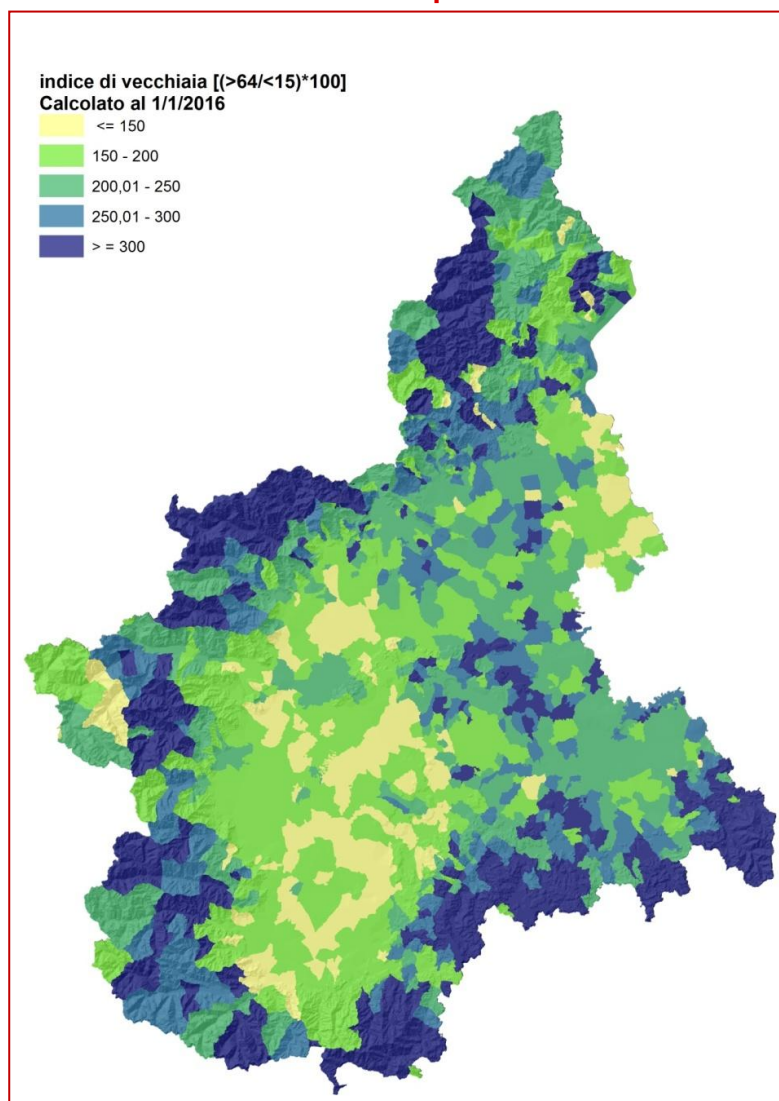 indice di vecchiaia [(>64/<15)*100]
Calcolato al 1/1/2016
<= 150
150 - 200
200,01 - 250
250,01 - 300
> = 300